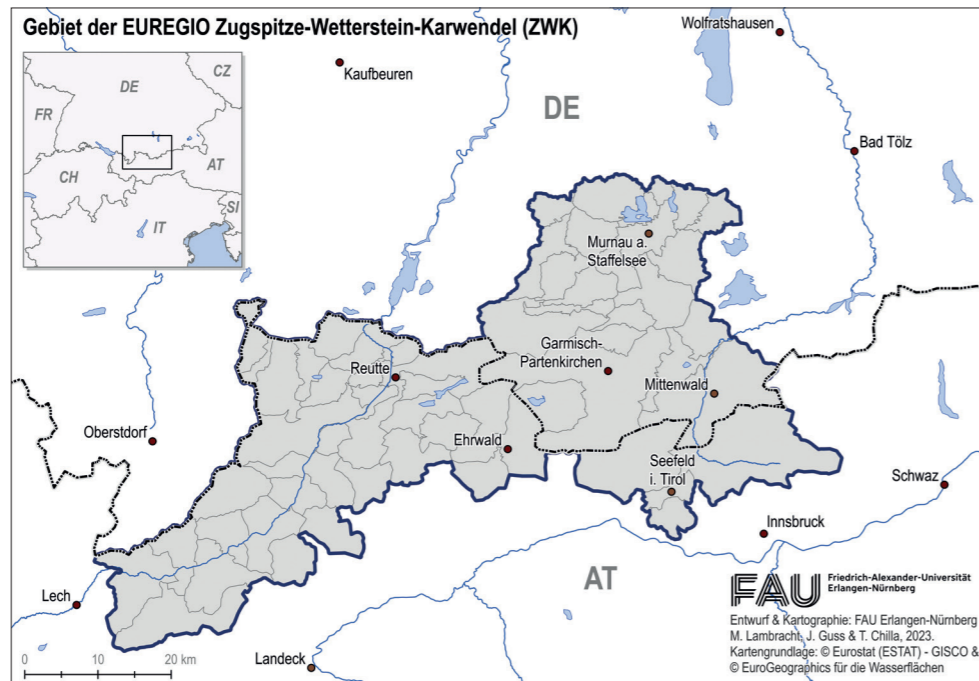 Gebiet der EUREGIO Zugspitze-Wetterstein-Karwendel (ZWK)
Wolfratshausen
Kaufbeuren
CZ
DE
FR
AT
CH
SI
IT
DE
Bad Tölz
Murnau a.
Staffelsee
Garmisch-
Partenkirchen
Reutte
Mittenwald
Oberstdorf
Ehrwald
Seefeld
i. Tirol
Schwaz
Innsbruck
AT
Lech
Landeck
0 10 20 km
FAU Friedrich-Alexander-Universität
Erlangen-Nürnberg
Entwurf & Kartographie: FAU Erlangen-Nürnberg
M. Lambracht, J. Guss & T. Chilla, 2023.
Kartengrundlage: © Eurostat (ESTAT) - GISCO &
© EuroGeographics für die Wasserflächen